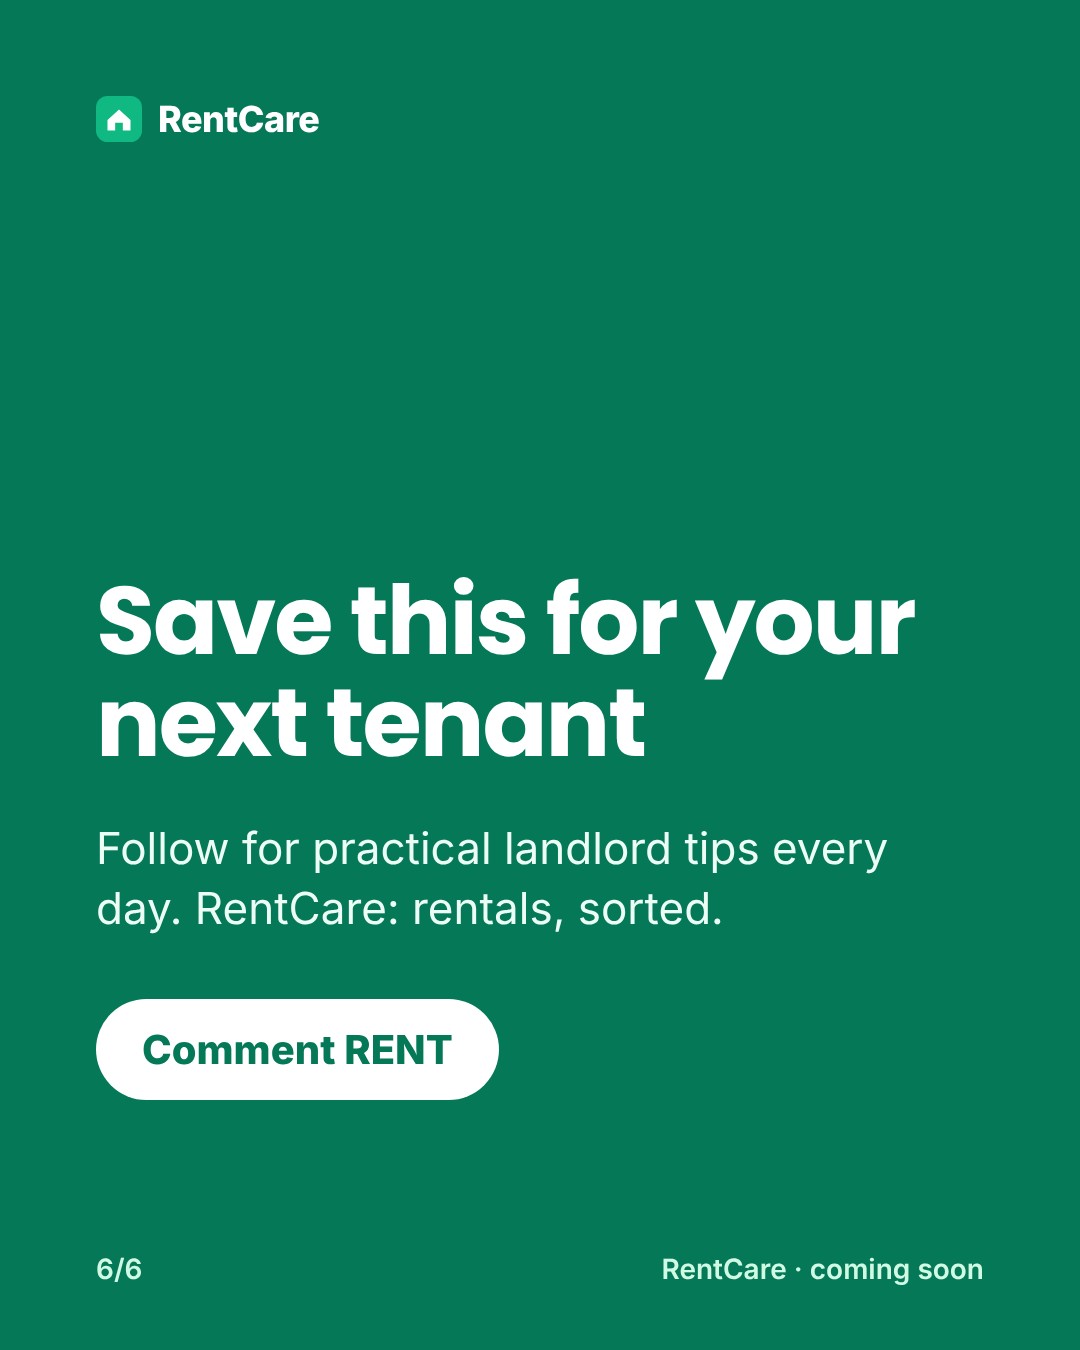 RentCare
Save this for your
next tenant
Follow for practical landlord tips every
day. RentCare: rentals, sorted.
Comment RENT
6/6
RentCare · coming soon